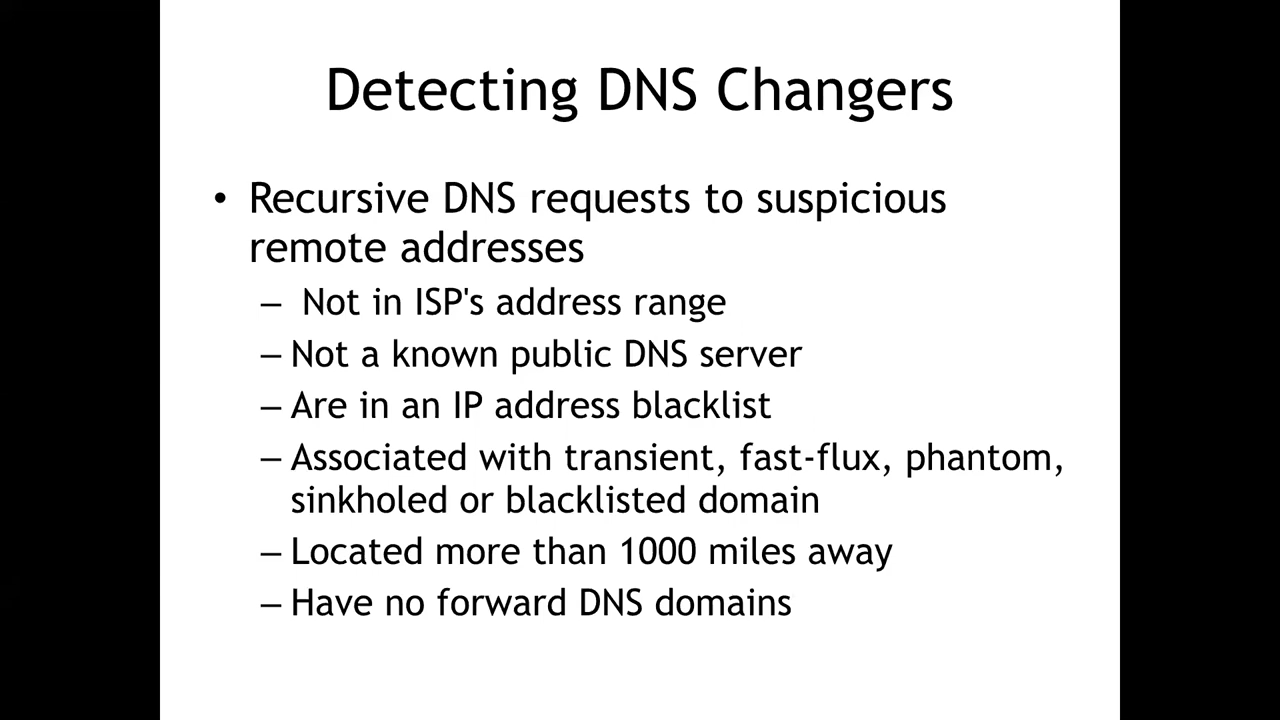 Detecting DNS Changers
• Recursive DNS requests to suspicious
remote addresses
– Not in ISP's address range
– Not a known public DNS server
– Are in an IP address blacklist
– Associated with transient, fast-flux, phantom,
sinkholed or blacklisted domain
– Located more than 1000 miles away
– Have no forward DNS domains